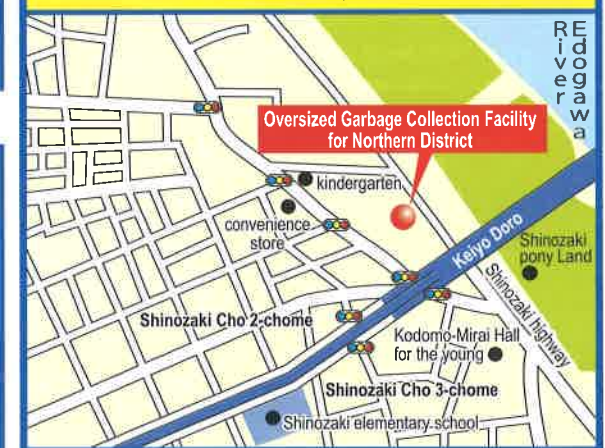 River
Edogawa
Oversized Garbage Collection Facility
for Northern District
kindergarten
convenience
store
Keiyo Doro
Shinozaki
pony Land
Shinozaki highway
Shinozaki Cho 2-chome
Kodomo-Mirai Hall
for the young
Shinozaki Cho 3-chome
Shinozaki elementary school